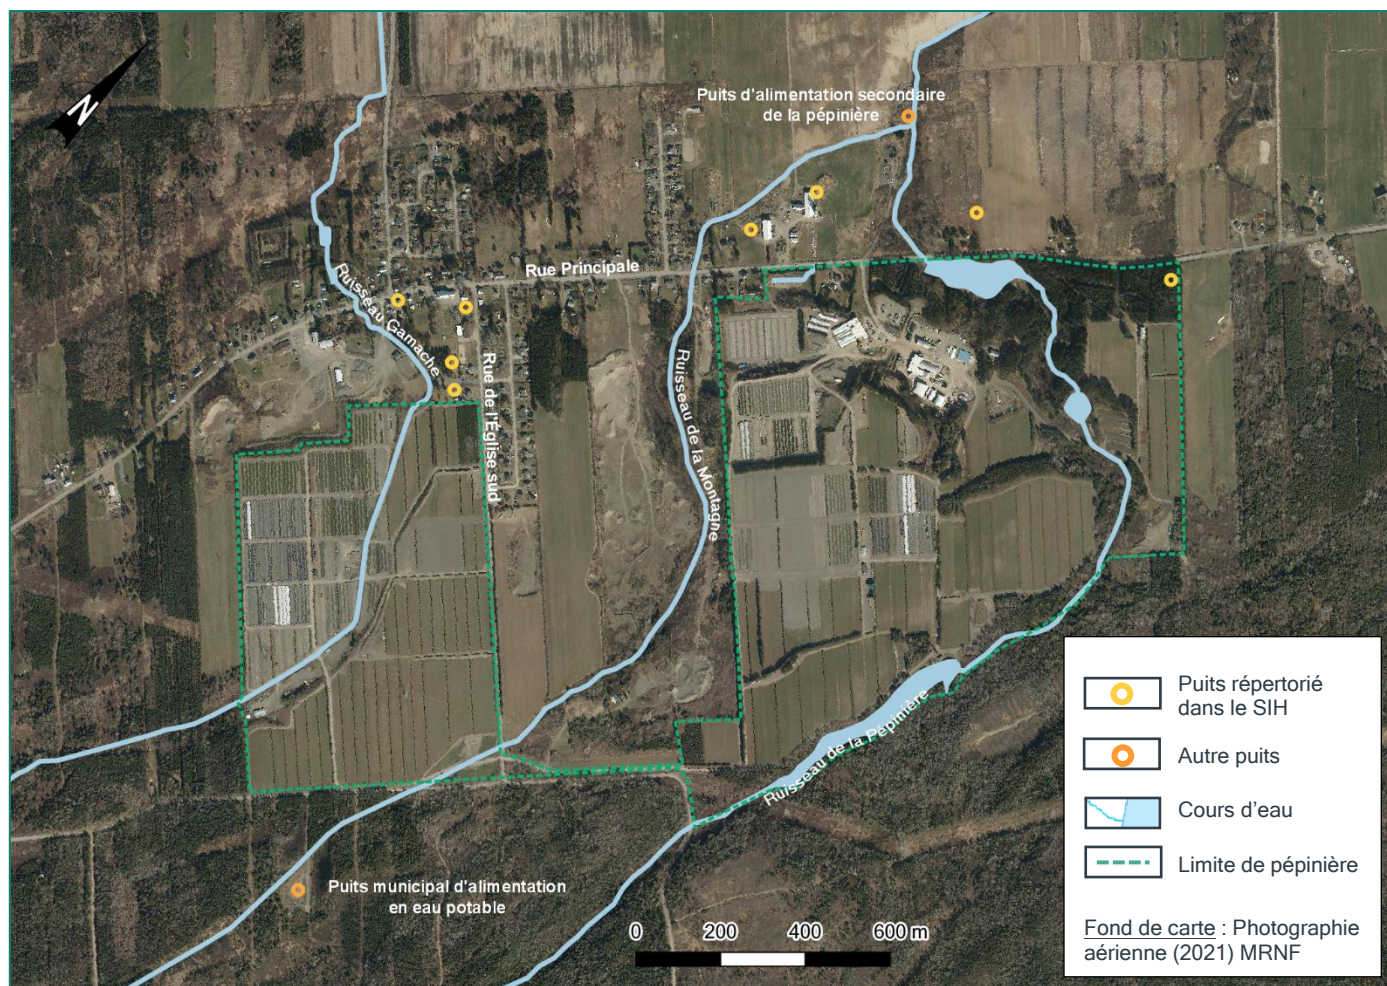 N
Puits d'alimentation secondaire
de la pépinière
Rue Principale
Ruisseau Gamache
Rue de l'Église sud
Ruisseau de la Montagne
Ruisseau de la Pépinière
Puits municipal d'alimentation
en eau potable
0 200 400 600 m
Puits répertorié
dans le SIH
Autre puits
Cours d'eau
Limite de pépinière
Fond de carte : Photographie
aérienne (2021) MRNF